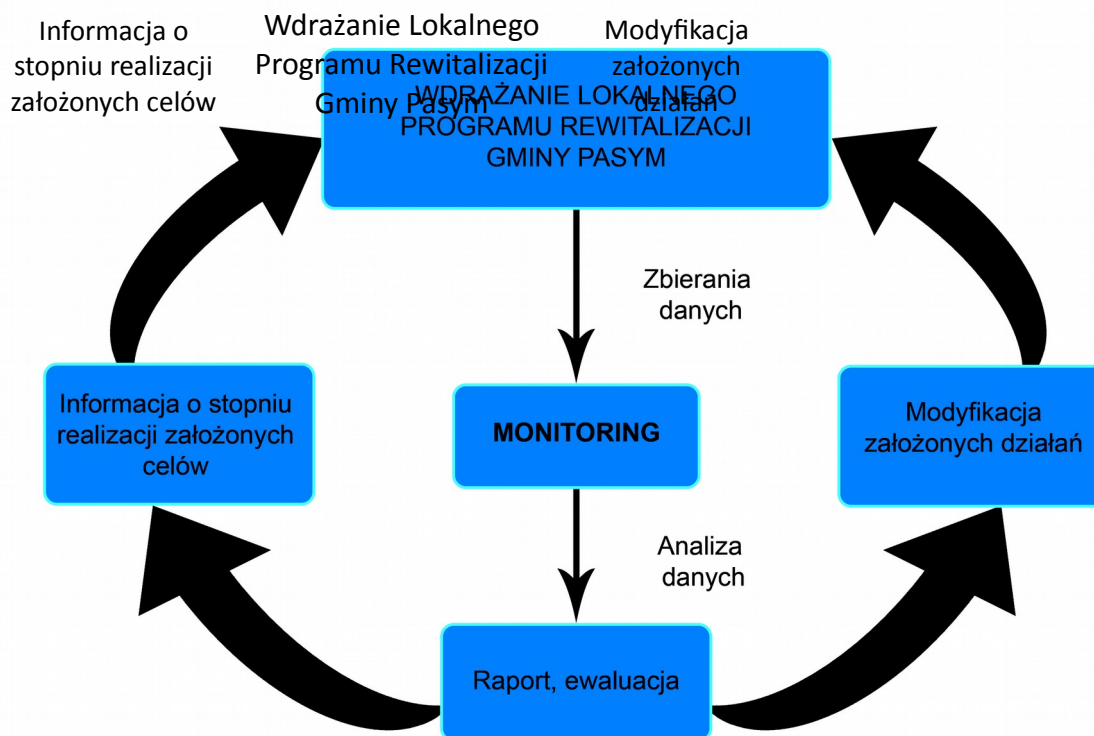 Informacja o
stopniu realizacji
założonych celów
Wdrażanie Lokalnego
Programu Rewitalizacji
Gminy Pasym
Modyfikacja
założonych
działań
WDRAŻANIE LOKALNEGO
PROGRAMU REWITALIZACJI
GMINY PASYM
Zbierania
danych
Informacja o stopniu
realizacji założonych
celów
MONITORING
Modyfikacja
założonych działań
Analiza
danych
Raport, ewaluacja